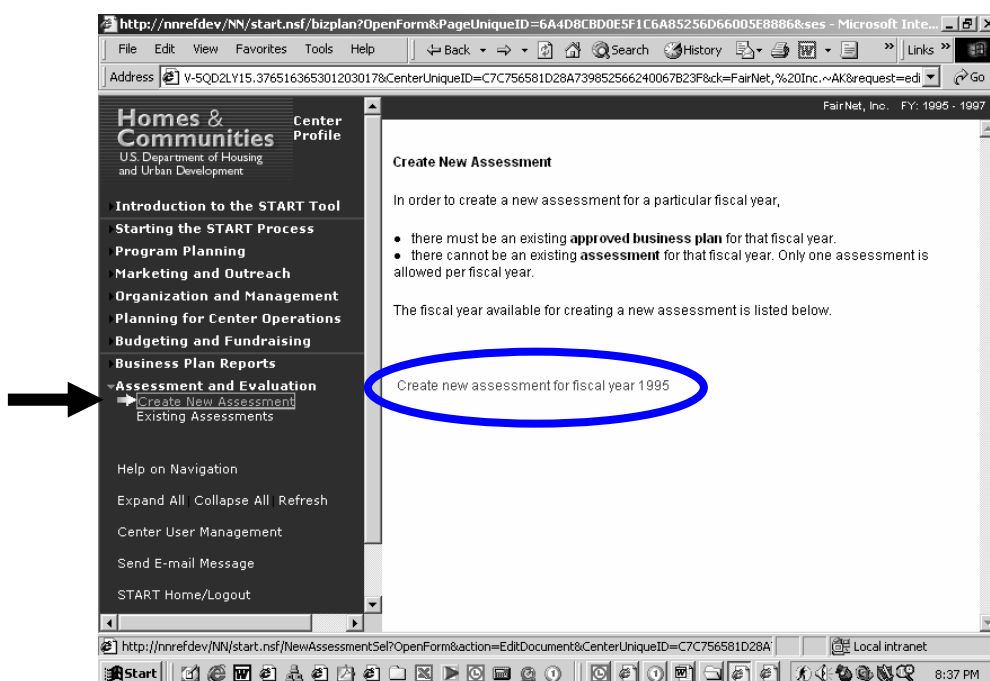 http://nnrefdev/NN/start.nsf/bizplan?OpenForm&PageUniqueID=6A4D8CBD0E5F1C6A85256D66005E8886&ses - Microsoft Inte...
File Edit View Favorites Tools Help
Back Search History Links »
Address V-5QD2LY15.3765163653012030178&CenterUniqueID=C7C756581D28A739852566240067B23F&ck=FairNet,%20Inc.~AK&request=edi Go
Homes &
Communities
U.S. Department of Housing
and Urban Development
Center
Profile
Introduction to the START Tool
Starting the START Process
Program Planning
Marketing and Outreach
Organization and Management
Planning for Center Operations
Budgeting and Fundraising
Business Plan Reports
Assessment and Evaluation
Create New Assessment
Existing Assessments
Help on Navigation
Expand All Collapse All Refresh
Center User Management
Send E-mail Message
START Home/Logout
FairNet, Inc. FY: 1995 - 1997
Create New Assessment
In order to create a new assessment for a particular fiscal year,
● there must be an existing approved business plan for that fiscal year.
● there cannot be an existing assessment for that fiscal year. Only one assessment is
allowed per fiscal year.
The fiscal year available for creating a new assessment is listed below.
Create new assessment for fiscal year 1995
http://nnrefdev/NN/start.nsf/NewAssessmentSel?OpenForm&action=EditDocument&CenterUniqueID=C7C756581D28A Local intranet
Start 8:37 PM